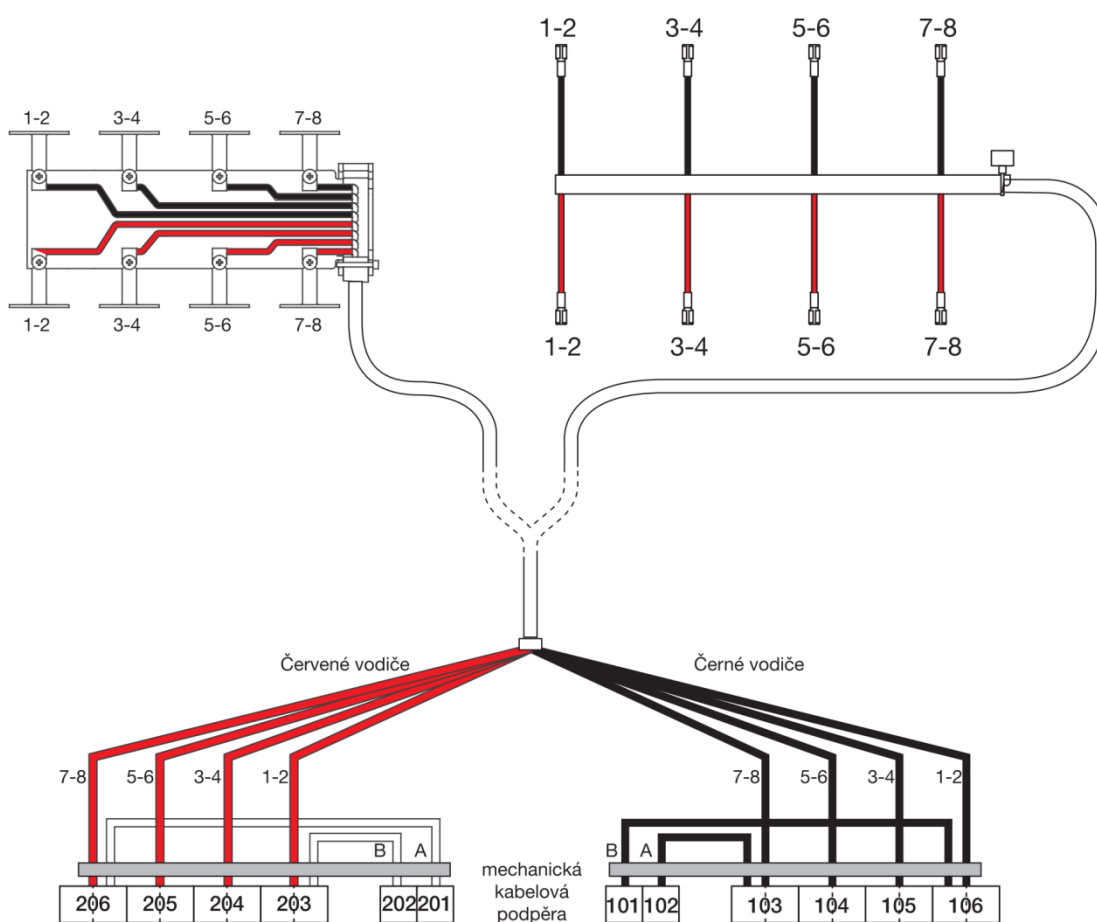 1-2 3-4 5-6 7-8
1-2 3-4 5-6 7-8
1-2 3-4 5-6 7-8
1-2 3-4 5-6 7-8
Červené vodiče
Černé vodiče
7-8 5-6 3-4 1-2
7-8 5-6 3-4 1-2
B A
B A
mechanická
kabelová
podpěra
206 205 204 203 202 201
101 102 103 104 105 106